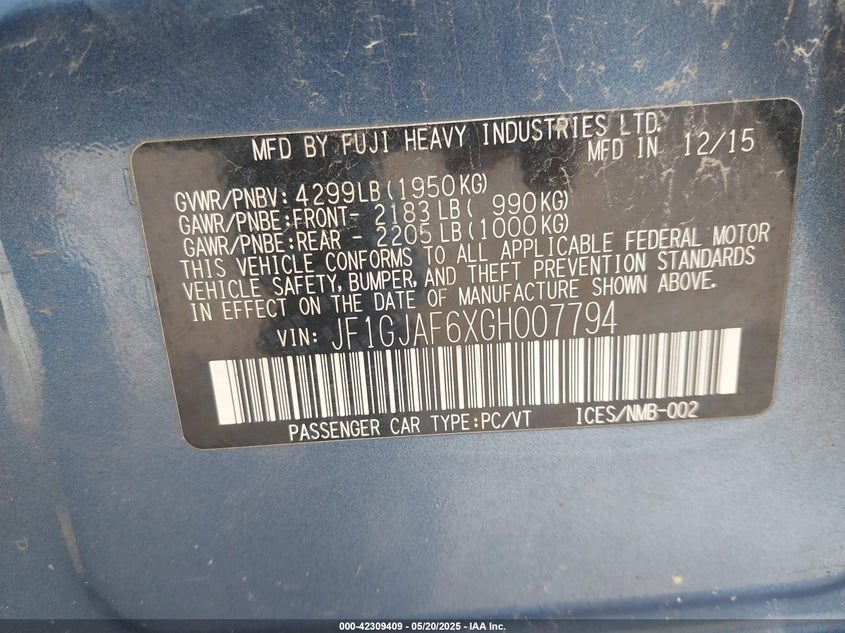 MFD BY FUJI HEAVY INDUSTRIES LTD.
MFD IN 12/15
GVWR/PNBV: 4299LB(1950KG)
GAWR/PNBE:FRONT- 2183LB( 990KG)
GAWR/PNBE:REAR - 2205LB(1000KG)
THIS VEHICLE CONFORMS TO ALL APPLICABLE FEDERAL MOTOR
VEHICLE SAFETY, BUMPER, AND THEFT PREVENTION STANDARDS
IN EFFECT ON THE DATE OF MANUFACTURE SHOWN ABOVE.
VIN: JF1GJAF6XGH007794
PASSENGER CAR TYPE:PC/VT ICES/NMB-002
000-42309409 - 05/20/2025 - IAA Inc.